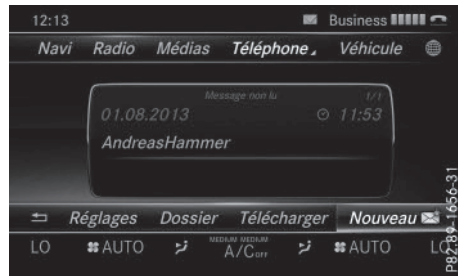 12:13 Business
Navi Radio Médias Téléphone Véhicule
Message non lu 1/1
01.08.2013 11:53
AndreasHammer
Réglages Dossier Télécharger Nouveau
LO AUTO MEDIUM MEDIUM A/C OFF AUTO LO
P82.89-1656-31